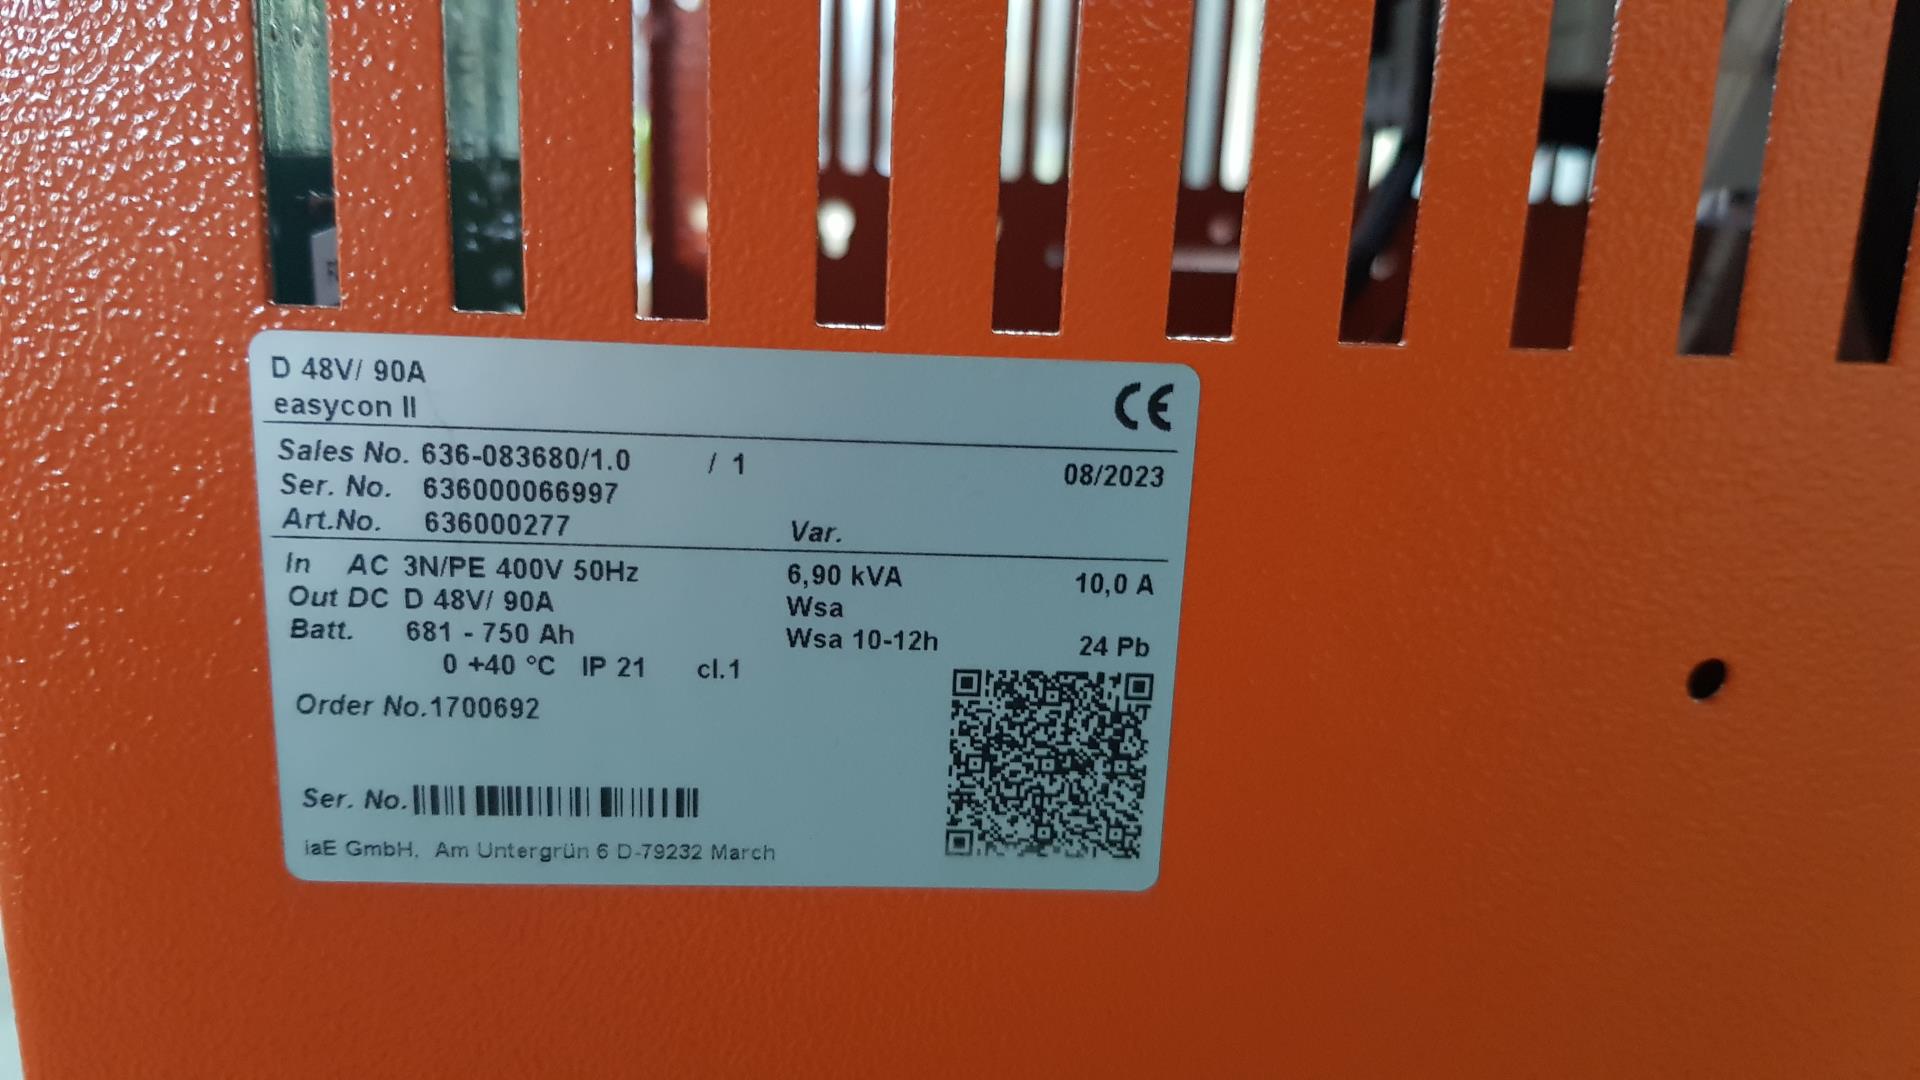 D 48V/ 90A
easycon II
CE
Sales No. 636-083680/1.0 / 1
08/2023
Ser. No. 636000066997
Art.No. 636000277 Var.
In AC 3N/PE 400V 50Hz 6,90 kVA 10,0 A
Out DC D 48V/ 90A Wsa
Batt. 681 - 750 Ah Wsa 10-12h 24 Pb
0 +40 °C IP 21 cl.1
Order No.1700692
Ser. No.
iaE GmbH, Am Untergrün 6 D-79232 March